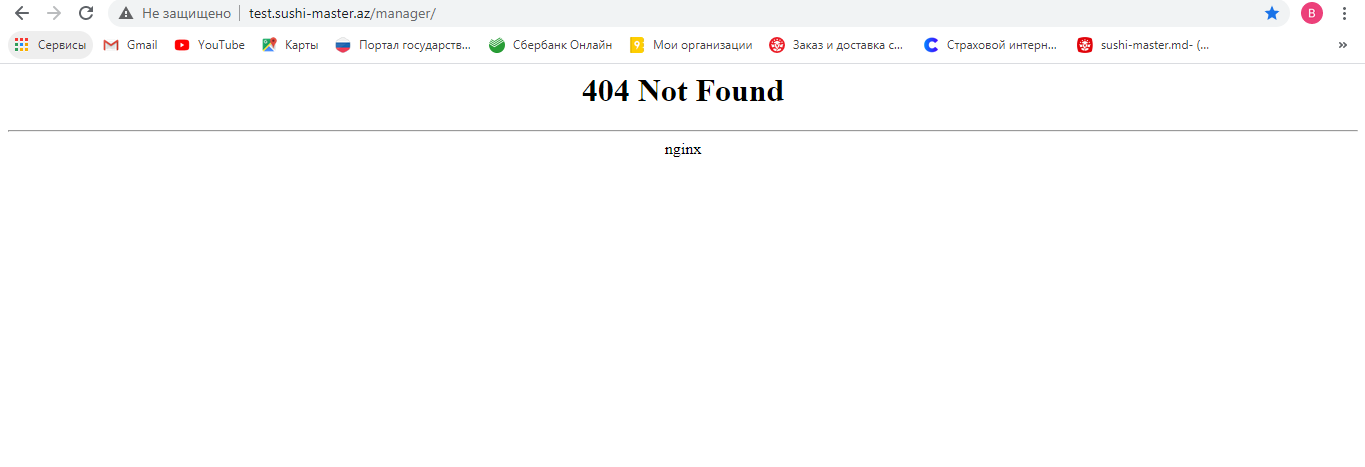 Не защищено test.sushi-master.az/manager/ B
Сервисы Gmail YouTube Карты Портал государств... Сбербанк Онлайн Мои организации Заказ и доставка с... Страховой интерн... sushi-master.md- (... »
404 Not Found
nginx